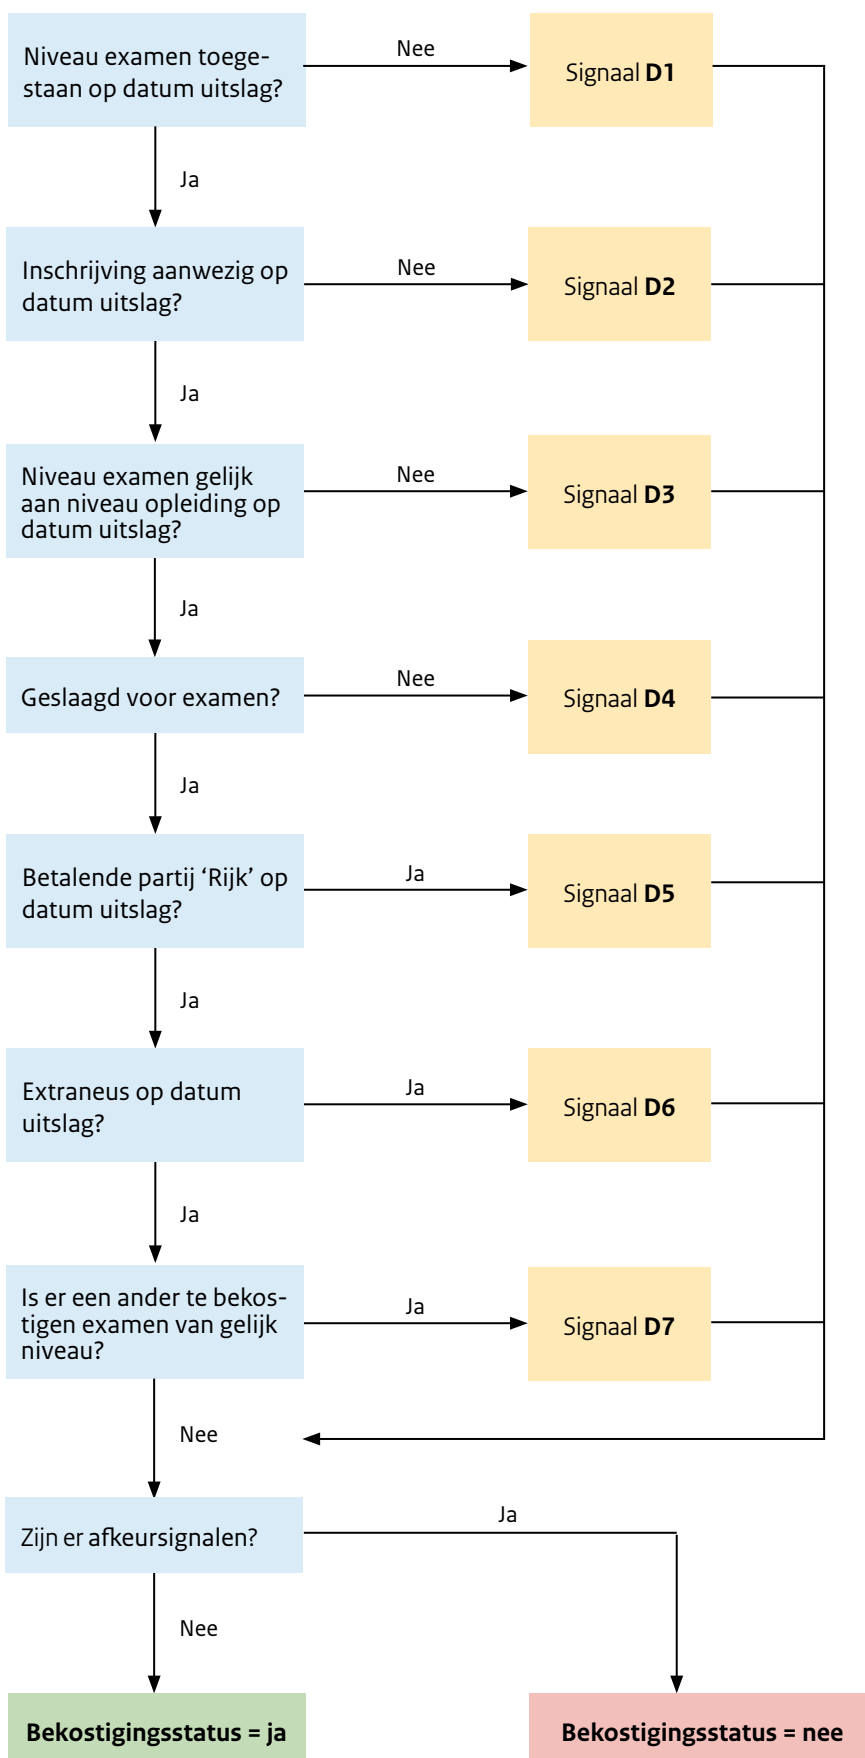 Niveau examen toege-
staan op datum uitslag?
Nee
Signaal D1
Ja
Inschrijving aanwezig op
datum uitslag?
Nee
Signaal D2
Ja
Niveau examen gelijk
aan niveau opleiding op
datum uitslag?
Nee
Signaal D3
Ja
Geslaagd voor examen?
Nee
Signaal D4
Ja
Betalende partij ‘Rijk’ op
datum uitslag?
Ja
Signaal D5
Ja
Extraneus op datum
uitslag?
Ja
Signaal D6
Ja
Is er een ander te bekos-
tigen examen van gelijk
niveau?
Ja
Signaal D7
Nee
Zijn er afkeursignalen?
Ja
Nee
Bekostigingsstatus = ja
Bekostigingsstatus = nee